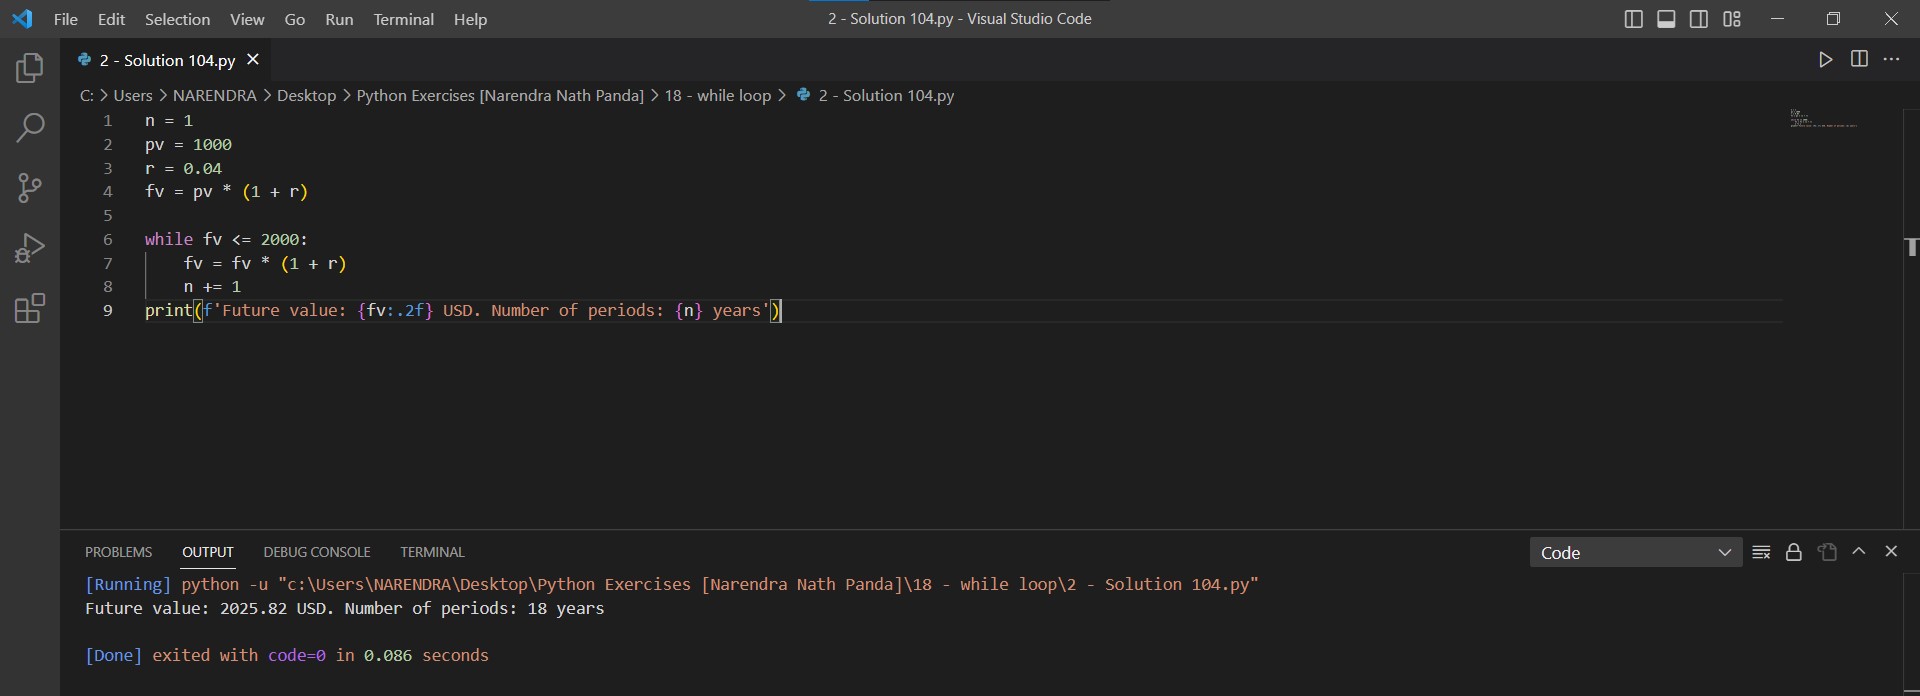 File Edit Selection View Go Run Terminal Help 2 - Solution 104.py - Visual Studio Code
2 - Solution 104.py
C: > Users > NARENDRA > Desktop > Python Exercises [Narendra Nath Panda] > 18 - while loop > 2 - Solution 104.py
1 n = 1
2 pv = 1000
3 r = 0.04
4 fv = pv * (1 + r)
5
6 while fv <= 2000:
7     fv = fv * (1 + r)
8     n += 1
9 print(f'Future value: {fv:.2f} USD. Number of periods: {n} years')
PROBLEMS OUTPUT DEBUG CONSOLE TERMINAL Code
[Running] python -u "c:\Users\NARENDRA\Desktop\Python Exercises [Narendra Nath Panda]\18 - while loop\2 - Solution 104.py"
Future value: 2025.82 USD. Number of periods: 18 years
[Done] exited with code=0 in 0.086 seconds